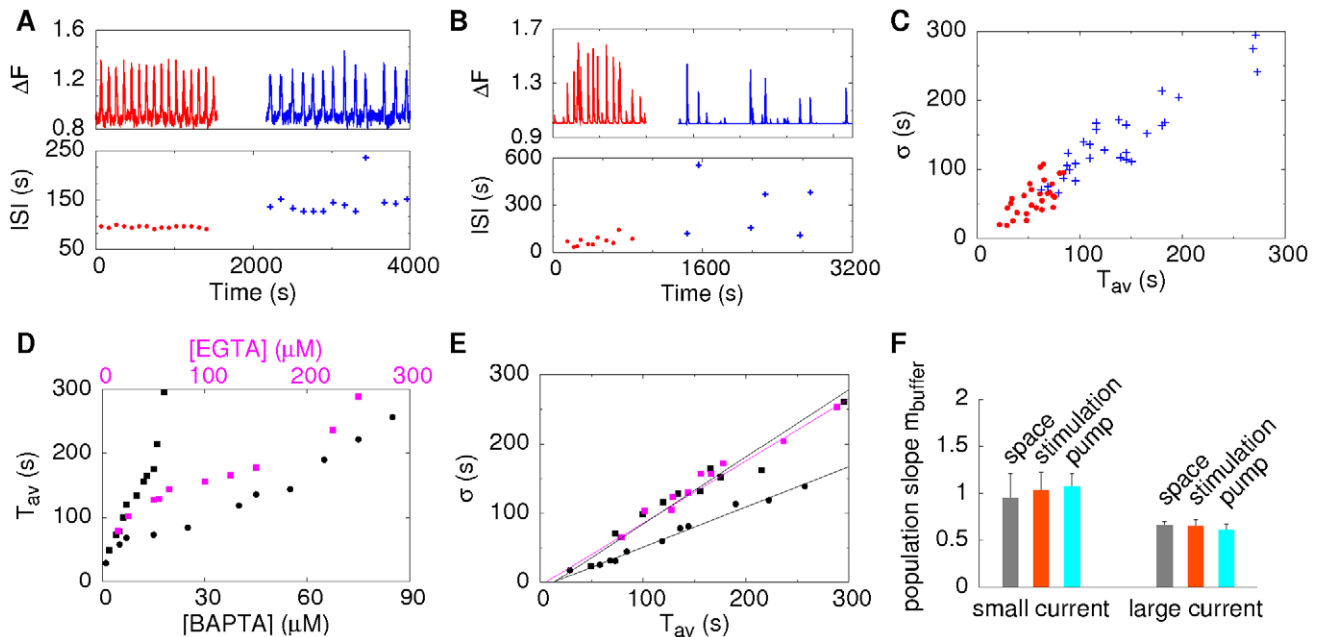 A
1.6
1.2
0.8
ΔF
250
150
50
ISI (s)
0
2000
4000
Time (s)
B
1.7
1.3
0.9
ΔF
600
300
0
ISI (s)
0
1600
3200
Time (s)
C
300
200
100
0
σ (s)
0
100
200
300
T_av (s)
D
[EGTA] (μM)
0
100
200
300
300
200
100
0
T_av (s)
0
30
60
90
[BAPTA] (μM)
E
300
200
100
0
σ (s)
0
100
200
300
T_av (s)
F
population slope m_buffer
2
1.5
1
0.5
0
space
stimulation
pump
space
stimulation
pump
small current
large current